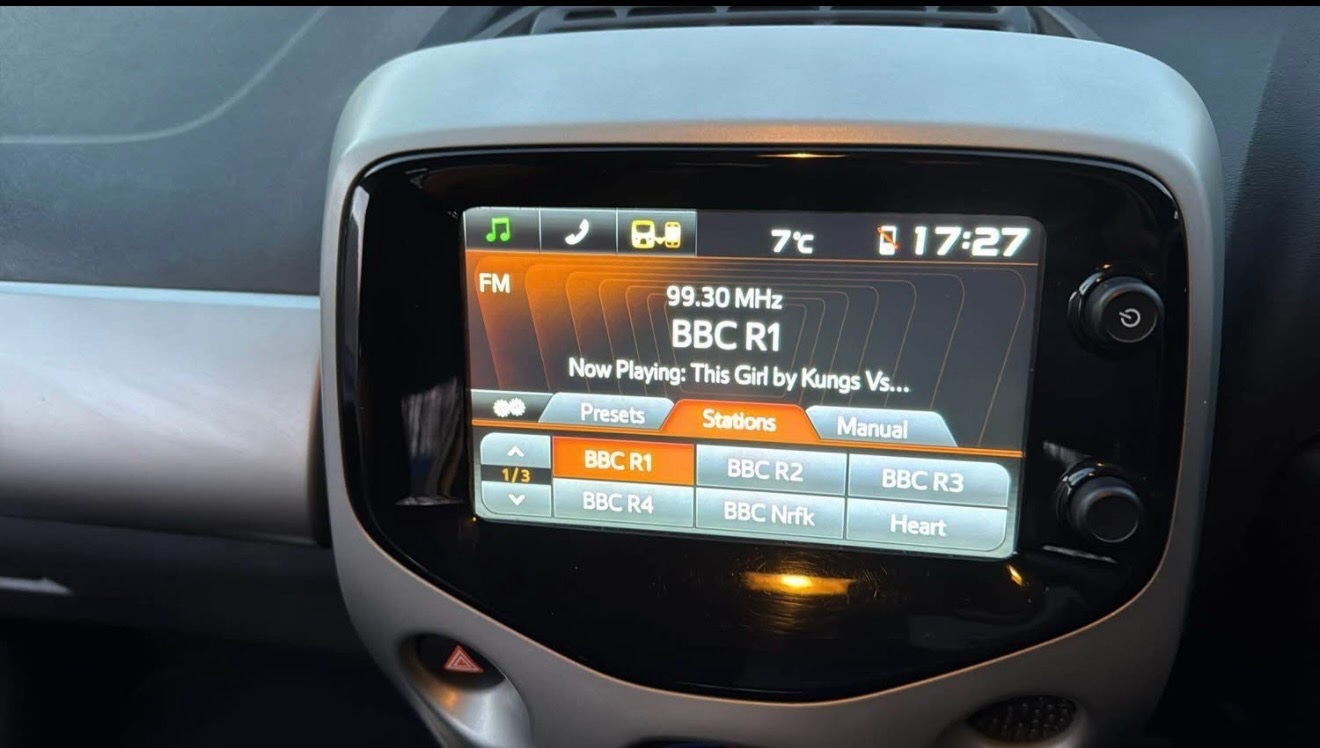 7°C 17:27
FM
99.30 MHz
BBC R1
Now Playing: This Girl by Kungs Vs...
Presets Stations Manual
1/3
BBC R1 BBC R2 BBC R3
BBC R4 BBC Nrfk Heart